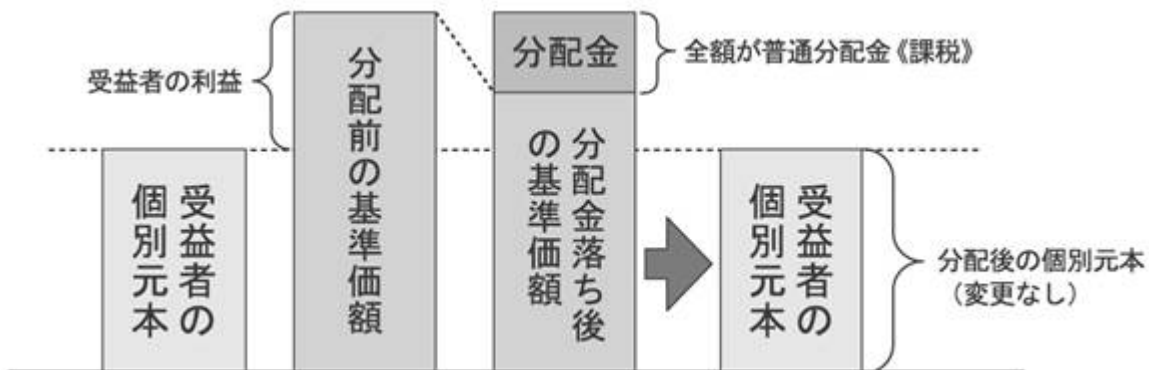 受益者の利益
受益者の
個別元本
分配前の基準価額
分配金
全額が普通分配金《課税》
分配金落ち後
の基準価額
受益者の
個別元本
分配後の個別元本
（変更なし）